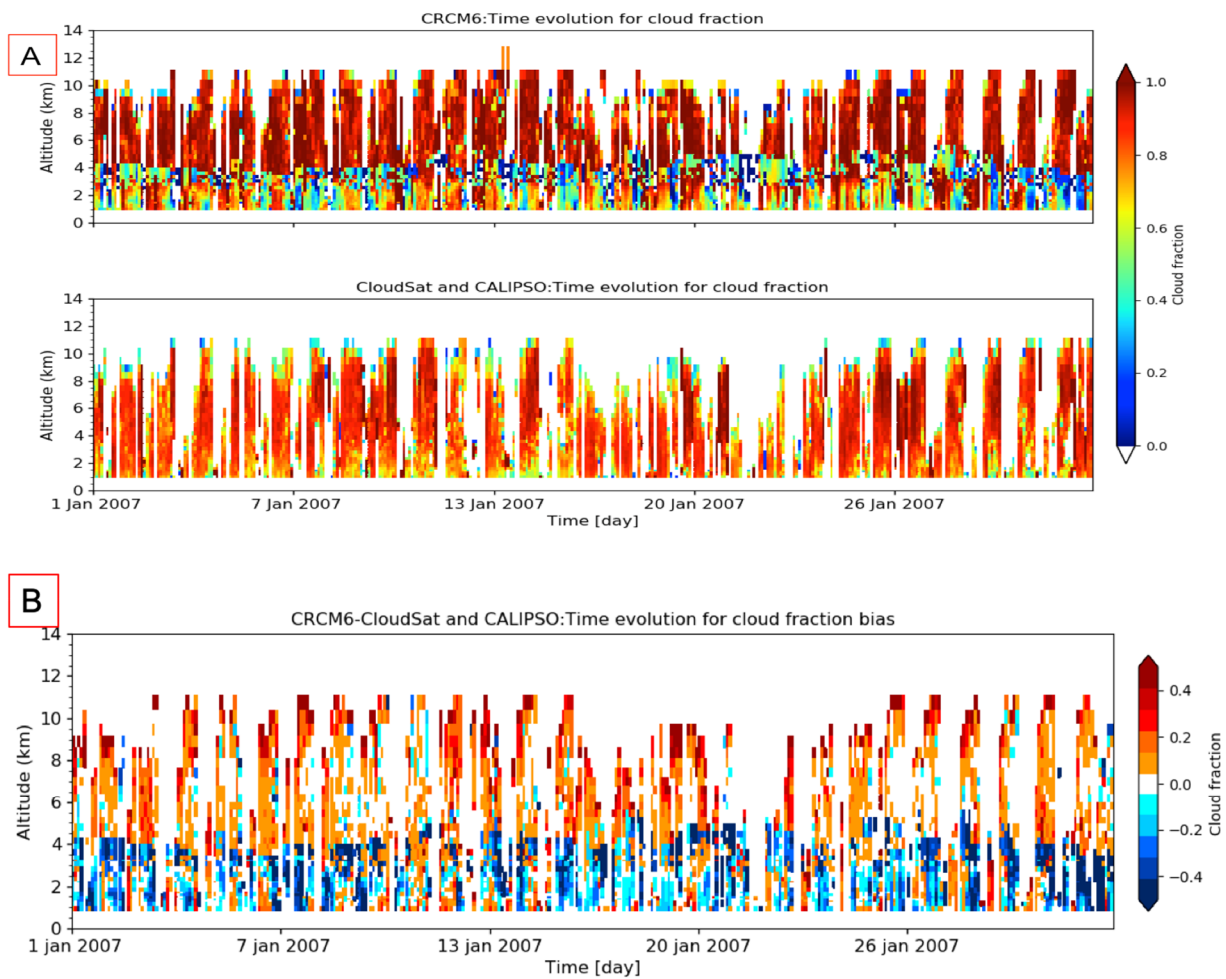 A
CRCM6:Time evolution for cloud fraction
14
12
10
8
6
4
2
0
Altitude (km)
CloudSat and CALIPSO:Time evolution for cloud fraction
14
12
10
8
6
4
2
0
Altitude (km)
1 Jan 2007 7 Jan 2007 13 Jan 2007 20 Jan 2007 26 Jan 2007
Time [day]
1.0
0.8
0.6
0.4
0.2
0.0
Cloud fraction
B
CRCM6-CloudSat and CALIPSO:Time evolution for cloud fraction bias
14
12
10
8
6
4
2
0
Altitude (km)
1 jan 2007 7 jan 2007 13 jan 2007 20 jan 2007 26 jan 2007
Time [day]
0.4
0.2
0.0
−0.2
−0.4
Cloud fraction